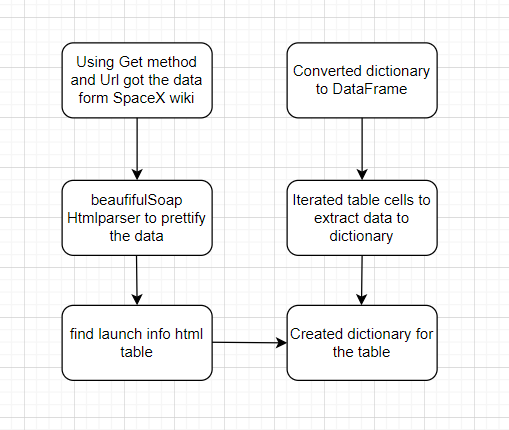 Using Get method
and Url got the data
form SpaceX wiki
beaufifulSoap
Htmlparser to prettify
the data
find launch info html
table
Converted dictionary
to DataFrame
Iterated table cells to
extract data to
dictionary
Created dictionary for
the table